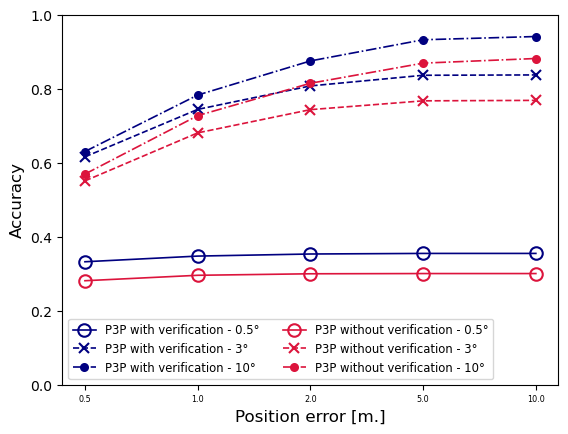 1.0
0.8
0.6
0.4
0.2
0.0
Accuracy
P3P with verification - 0.5°
P3P with verification - 3°
P3P with verification - 10°
P3P without verification - 0.5°
P3P without verification - 3°
P3P without verification - 10°
0.5 1.0 2.0 5.0 10.0
Position error [m.]